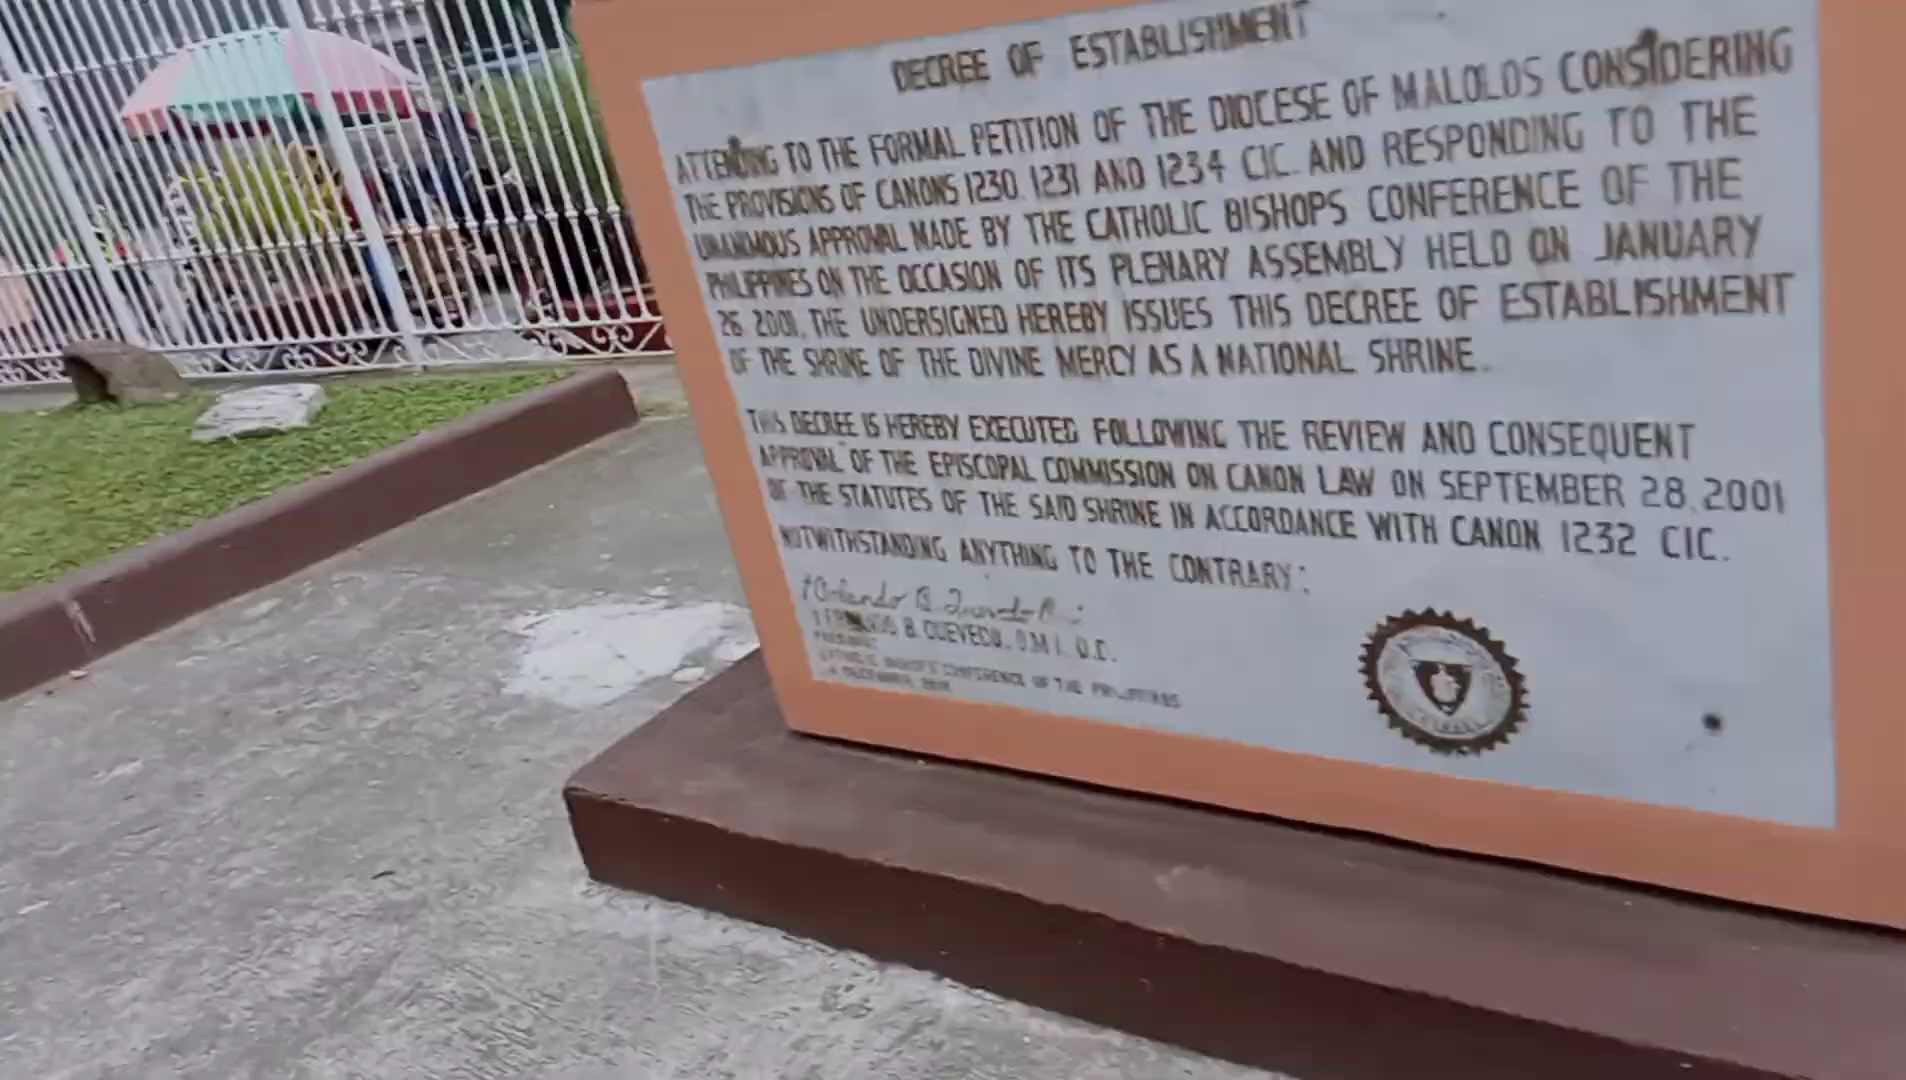 DECREE OF ESTABLISHMENT
ATTENDING TO THE FORMAL PETITION OF THE DIOCESE OF MALOLOS CONSIDERING
THE PROVISIONS OF CANONS 1230, 1231 AND 1234 CIC. AND RESPONDING TO THE
UNANIMOUS APPROVAL MADE BY THE CATHOLIC BISHOPS CONFERENCE OF THE
PHILIPPINES ON THE OCCASION OF ITS PLENARY ASSEMBLY HELD ON JANUARY
26 2001, THE UNDERSIGNED HEREBY ISSUES THIS DECREE OF ESTABLISHMENT
OF THE SHRINE OF THE DIVINE MERCY AS A NATIONAL SHRINE.
THIS DECREE IS HEREBY EXECUTED FOLLOWING THE REVIEW AND CONSEQUENT
APPROVAL OF THE EPISCOPAL COMMISSION ON CANON LAW ON SEPTEMBER 28, 2001
OF THE STATUTES OF THE SAID SHRINE IN ACCORDANCE WITH CANON 1232 CIC.
NOTWITHSTANDING ANYTHING TO THE CONTRARY:
Orlando B.
B. QUEVEDO, O.M.I. D.D.
PRESIDENT
CATHOLIC BISHOP'S CONFERENCE OF THE PHILIPPINES